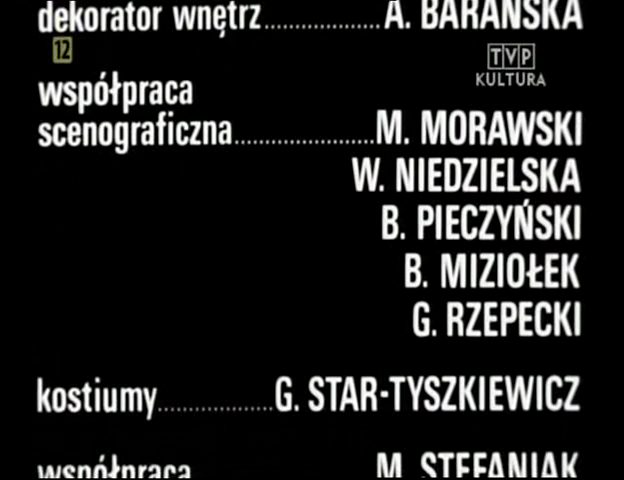 dekorator wnętrz....................A. BARAŃSKA
12
TVP
KULTURA
współpraca
scenograficzna........................M. MORAWSKI
W. NIEDZIELSKA
B. PIECZYŃSKI
B. MIZIOŁEK
G. RZEPECKI
kostiumy....................G. STAR-TYSZKIEWICZ
współpraca M. STEFANIAK